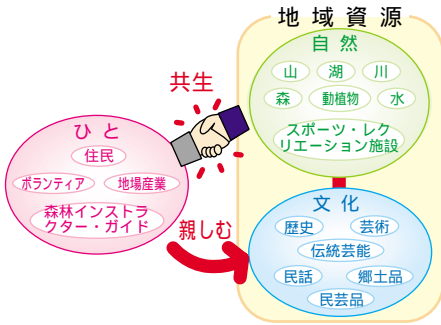 地域資源
自然
山
湖
川
森
動植物
水
スポーツ・レク
リエーション施設
共生
ひと
住民
ボランティア
地場産業
森林インストラ
クター・ガイド
親しむ
文化
歴史
芸術
伝統芸能
民話
郷土品
民芸品